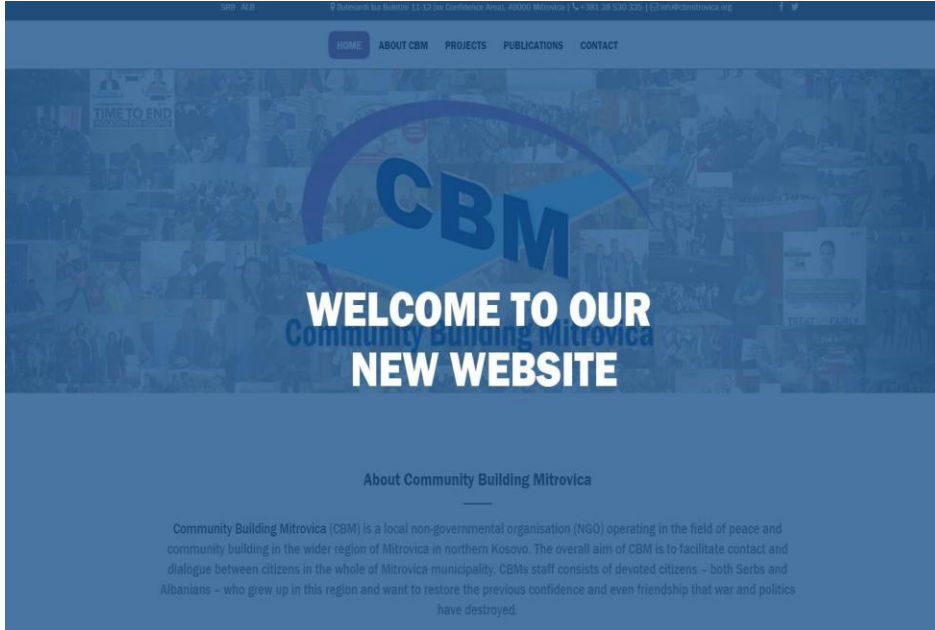 SRB ALB
Bulevardi Isa Boletini 11-12 (ex Confidence Area), 40000 Mitrovica | +381 28 530 335 | info@cbmitrovica.org
HOME ABOUT CBM PROJECTS PUBLICATIONS CONTACT
TIME TO END
CBM
WELCOME TO OUR
Community Building Mitrovica
NEW WEBSITE
TREAT FAIRLY
About Community Building Mitrovica
Community Building Mitrovica (CBM) is a local non-governmental organisation (NGO) operating in the field of peace and
community building in the wider region of Mitrovica in northern Kosovo. The overall aim of CBM is to facilitate contact and
dialogue between citizens in the whole of Mitrovica municipality. CBMs staff consists of devoted citizens – both Serbs and
Albanians – who grew up in this region and want to restore the previous confidence and even friendship that war and politics
have destroyed.